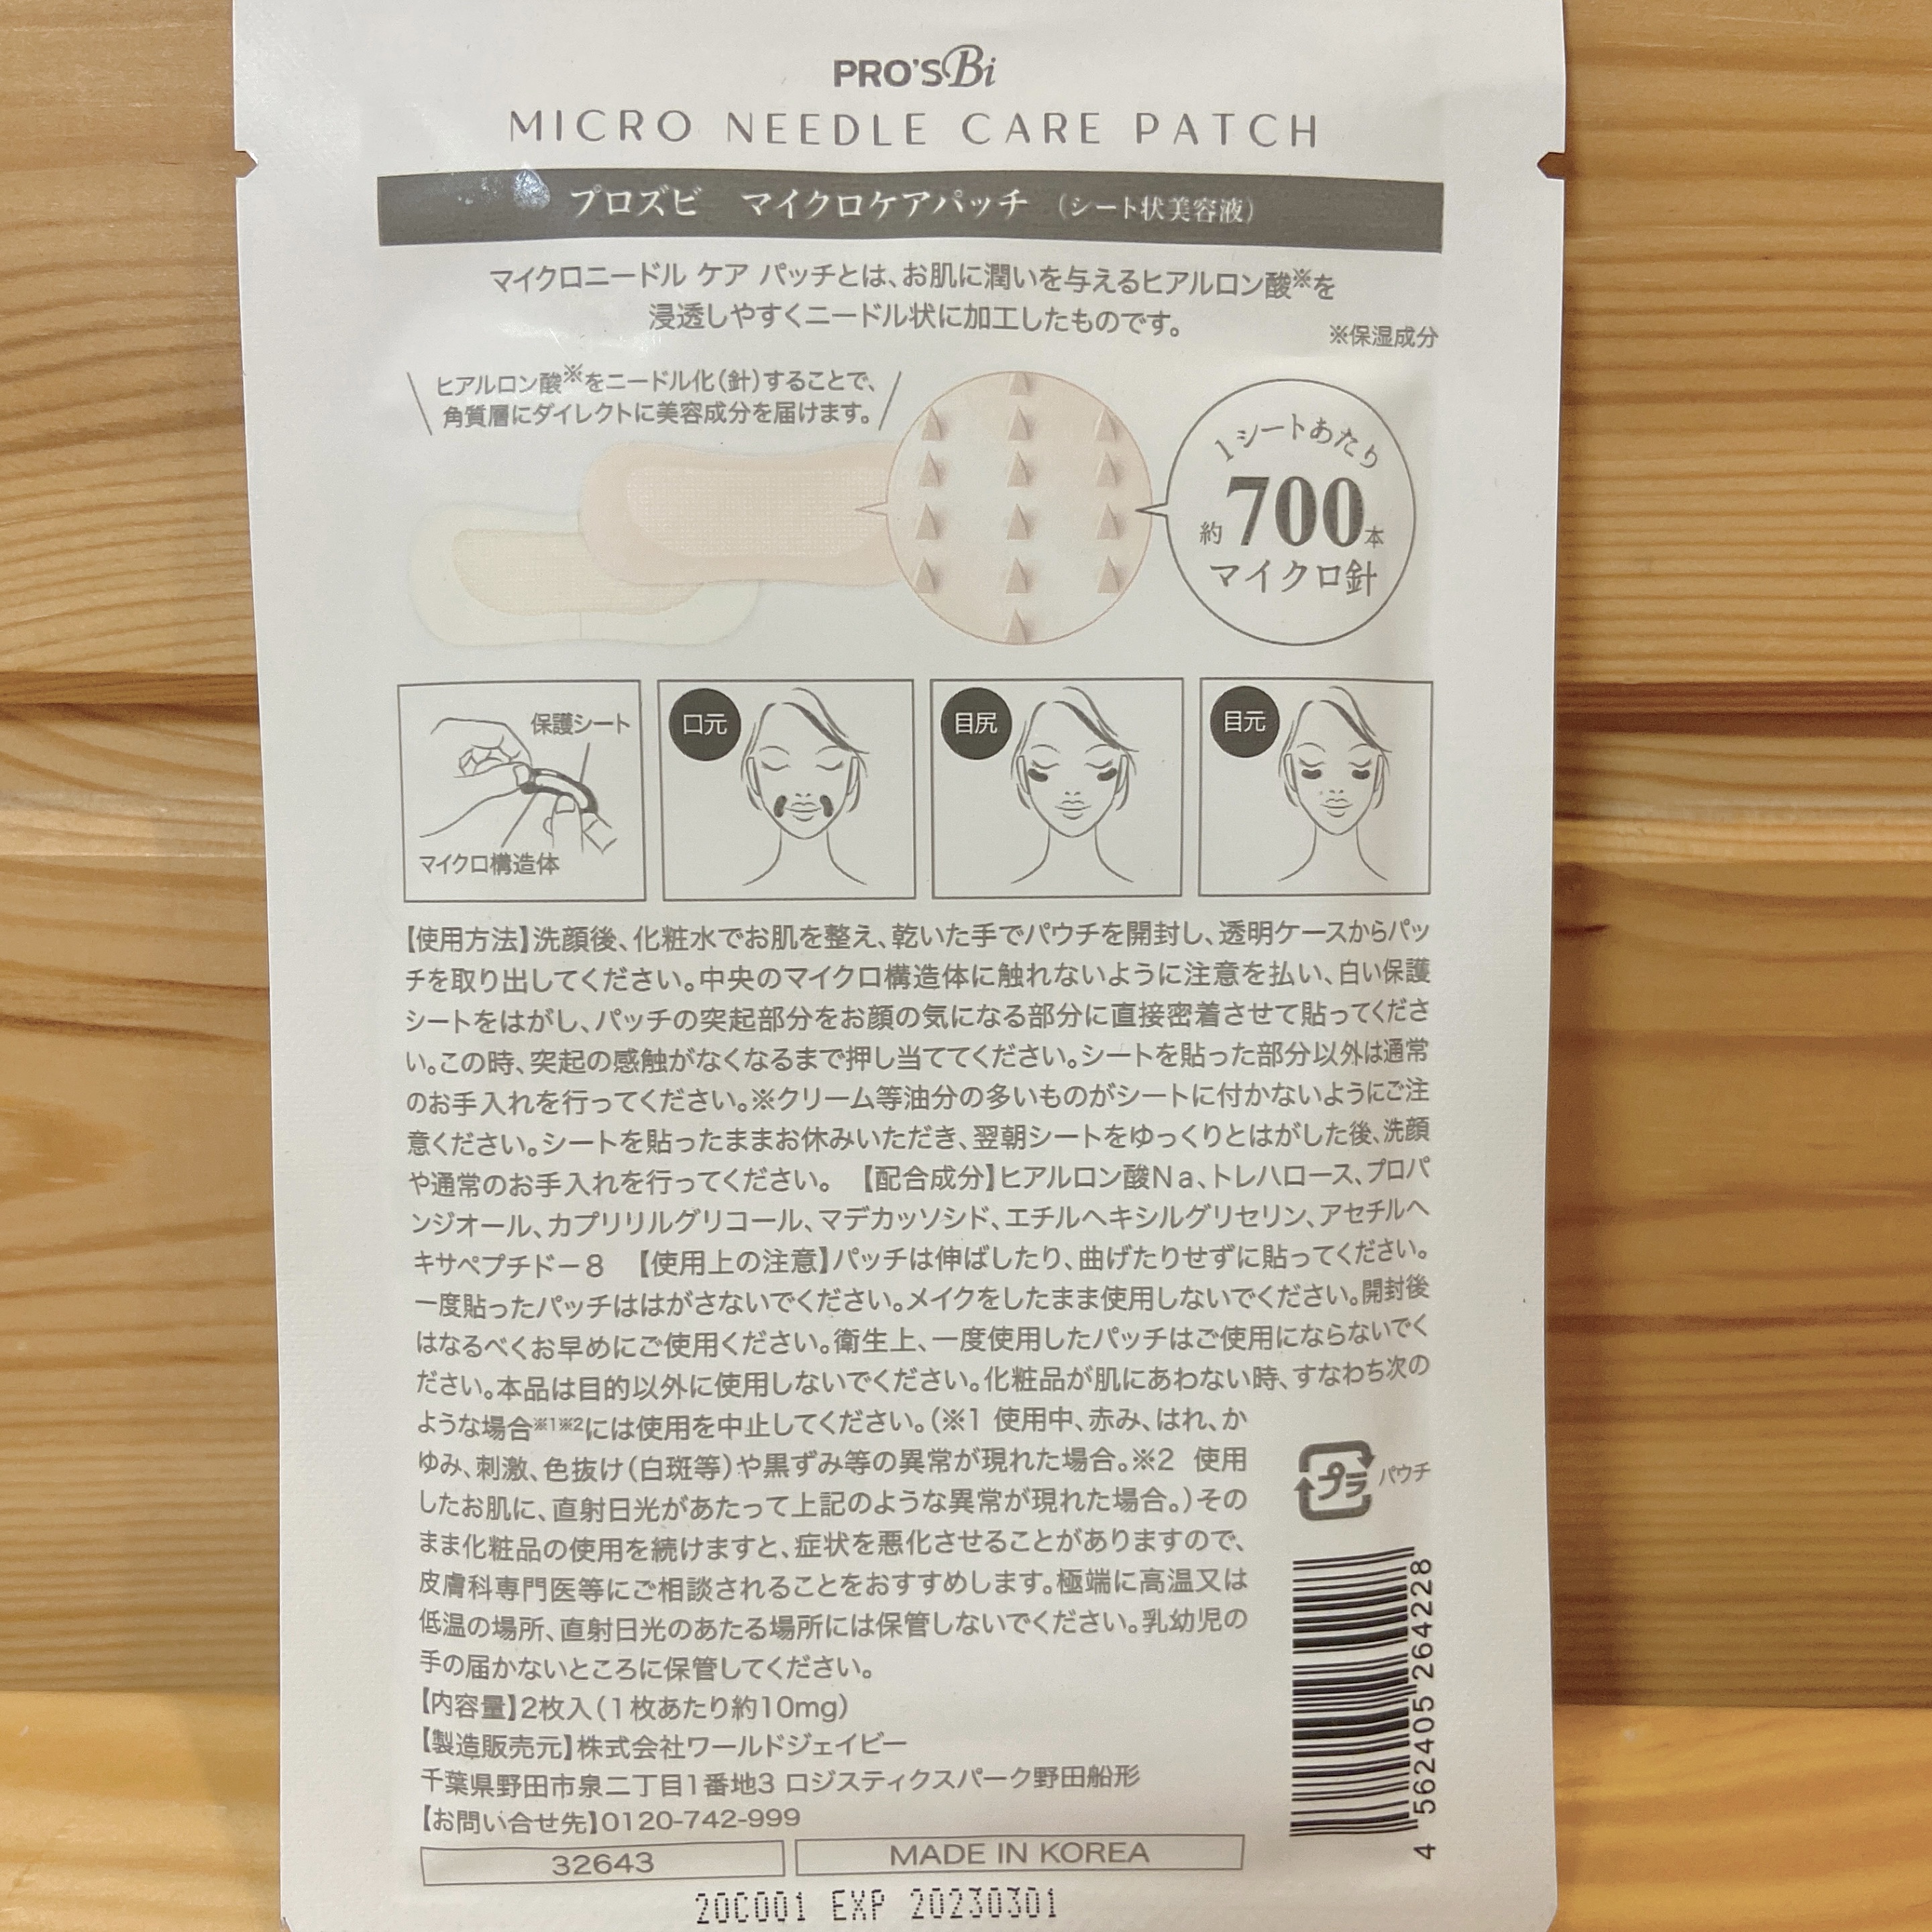 PRO'S Bi
MICRO NEEDLE CARE PATCH
プロズビ マイクロケアパッチ (シート状美容液)
マイクロニードル ケア パッチとは、お肌に潤いを与えるヒアルロン酸※を
浸透しやすくニードル状に加工したものです。
※保湿成分
ヒアルロン酸※をニードル化(針)することで、
角質層にダイレクトに美容成分を届けます。
1シートあたり
約700本
マイクロ針
保護シート
マイクロ構造体
口元
目尻
目元
【使用方法】洗顔後、化粧水でお肌を整え、乾いた手でパウチを開封し、透明ケースからパッ
チを取り出してください。中央のマイクロ構造体に触れないように注意を払い、白い保護
シートをはがし、パッチの突起部分をお顔の気になる部分に直接密着させて貼ってくださ
い。この時、突起の感触がなくなるまで押し当ててください。シートを貼った部分以外は通常
のお手入れを行ってください。※クリーム等油分の多いものがシートに付かないようにご注
意ください。シートを貼ったままお休みいただき、翌朝シートをゆっくりとはがした後、洗顔
や通常のお手入れを行ってください。 【配合成分】ヒアルロン酸Na、トレハロース、プロパ
ンジオール、カプリリルグリコール、マデカッソシド、エチルヘキシルグリセリン、アセチルヘ
キサペプチドー8 【使用上の注意】パッチは伸ばしたり、曲げたりせずに貼ってください。
一度貼ったパッチははがさないでください。メイクをしたまま使用しないでください。開封後
はなるべくお早めにご使用ください。衛生上、一度使用したパッチはご使用にならないでく
ださい。本品は目的以外に使用しないでください。化粧品が肌にあわない時、すなわち次の
ような場合※1※2には使用を中止してください。(※1 使用中、赤み、はれ、か
ゆみ、刺激、色抜け(白斑等)や黒ずみ等の異常が現れた場合。※2 使用
したお肌に、直射日光があたって上記のような異常が現れた場合。)その
まま化粧品の使用を続けますと、症状を悪化させることがありますので、
皮膚科専門医等にご相談されることをおすすめします。極端に高温又は
低温の場所、直射日光のあたる場所には保管しないでください。乳幼児の
手の届かないところに保管してください。
【内容量】2枚入(1枚あたり約10mg)
【製造販売元】株式会社ワールドジェイビー
千葉県野田市泉二丁目1番地3 ロジスティクスパーク野田船形
【お問い合せ先】0120-742-999
32643
MADE IN KOREA
20C001 EXP 20230301
プラ パウチ
4 562405 264228